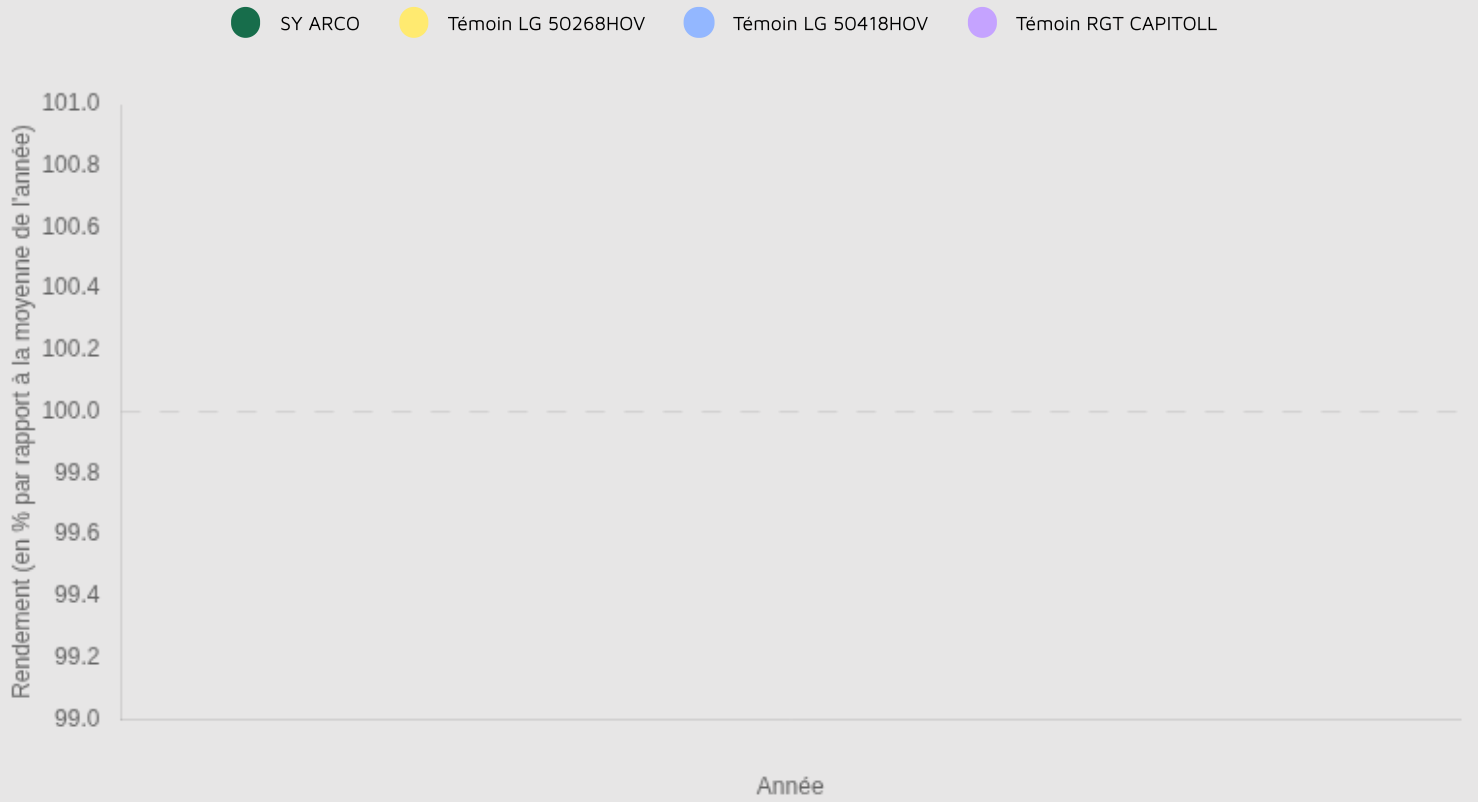 SY ARCO
Témoin LG 50268HOV
Témoin LG 50418HOV
Témoin RGT CAPITOLL
Rendement (en % par rapport à la moyenne de l'année)
101.0
100.8
100.6
100.4
100.2
100.0
99.8
99.6
99.4
99.2
99.0
Année